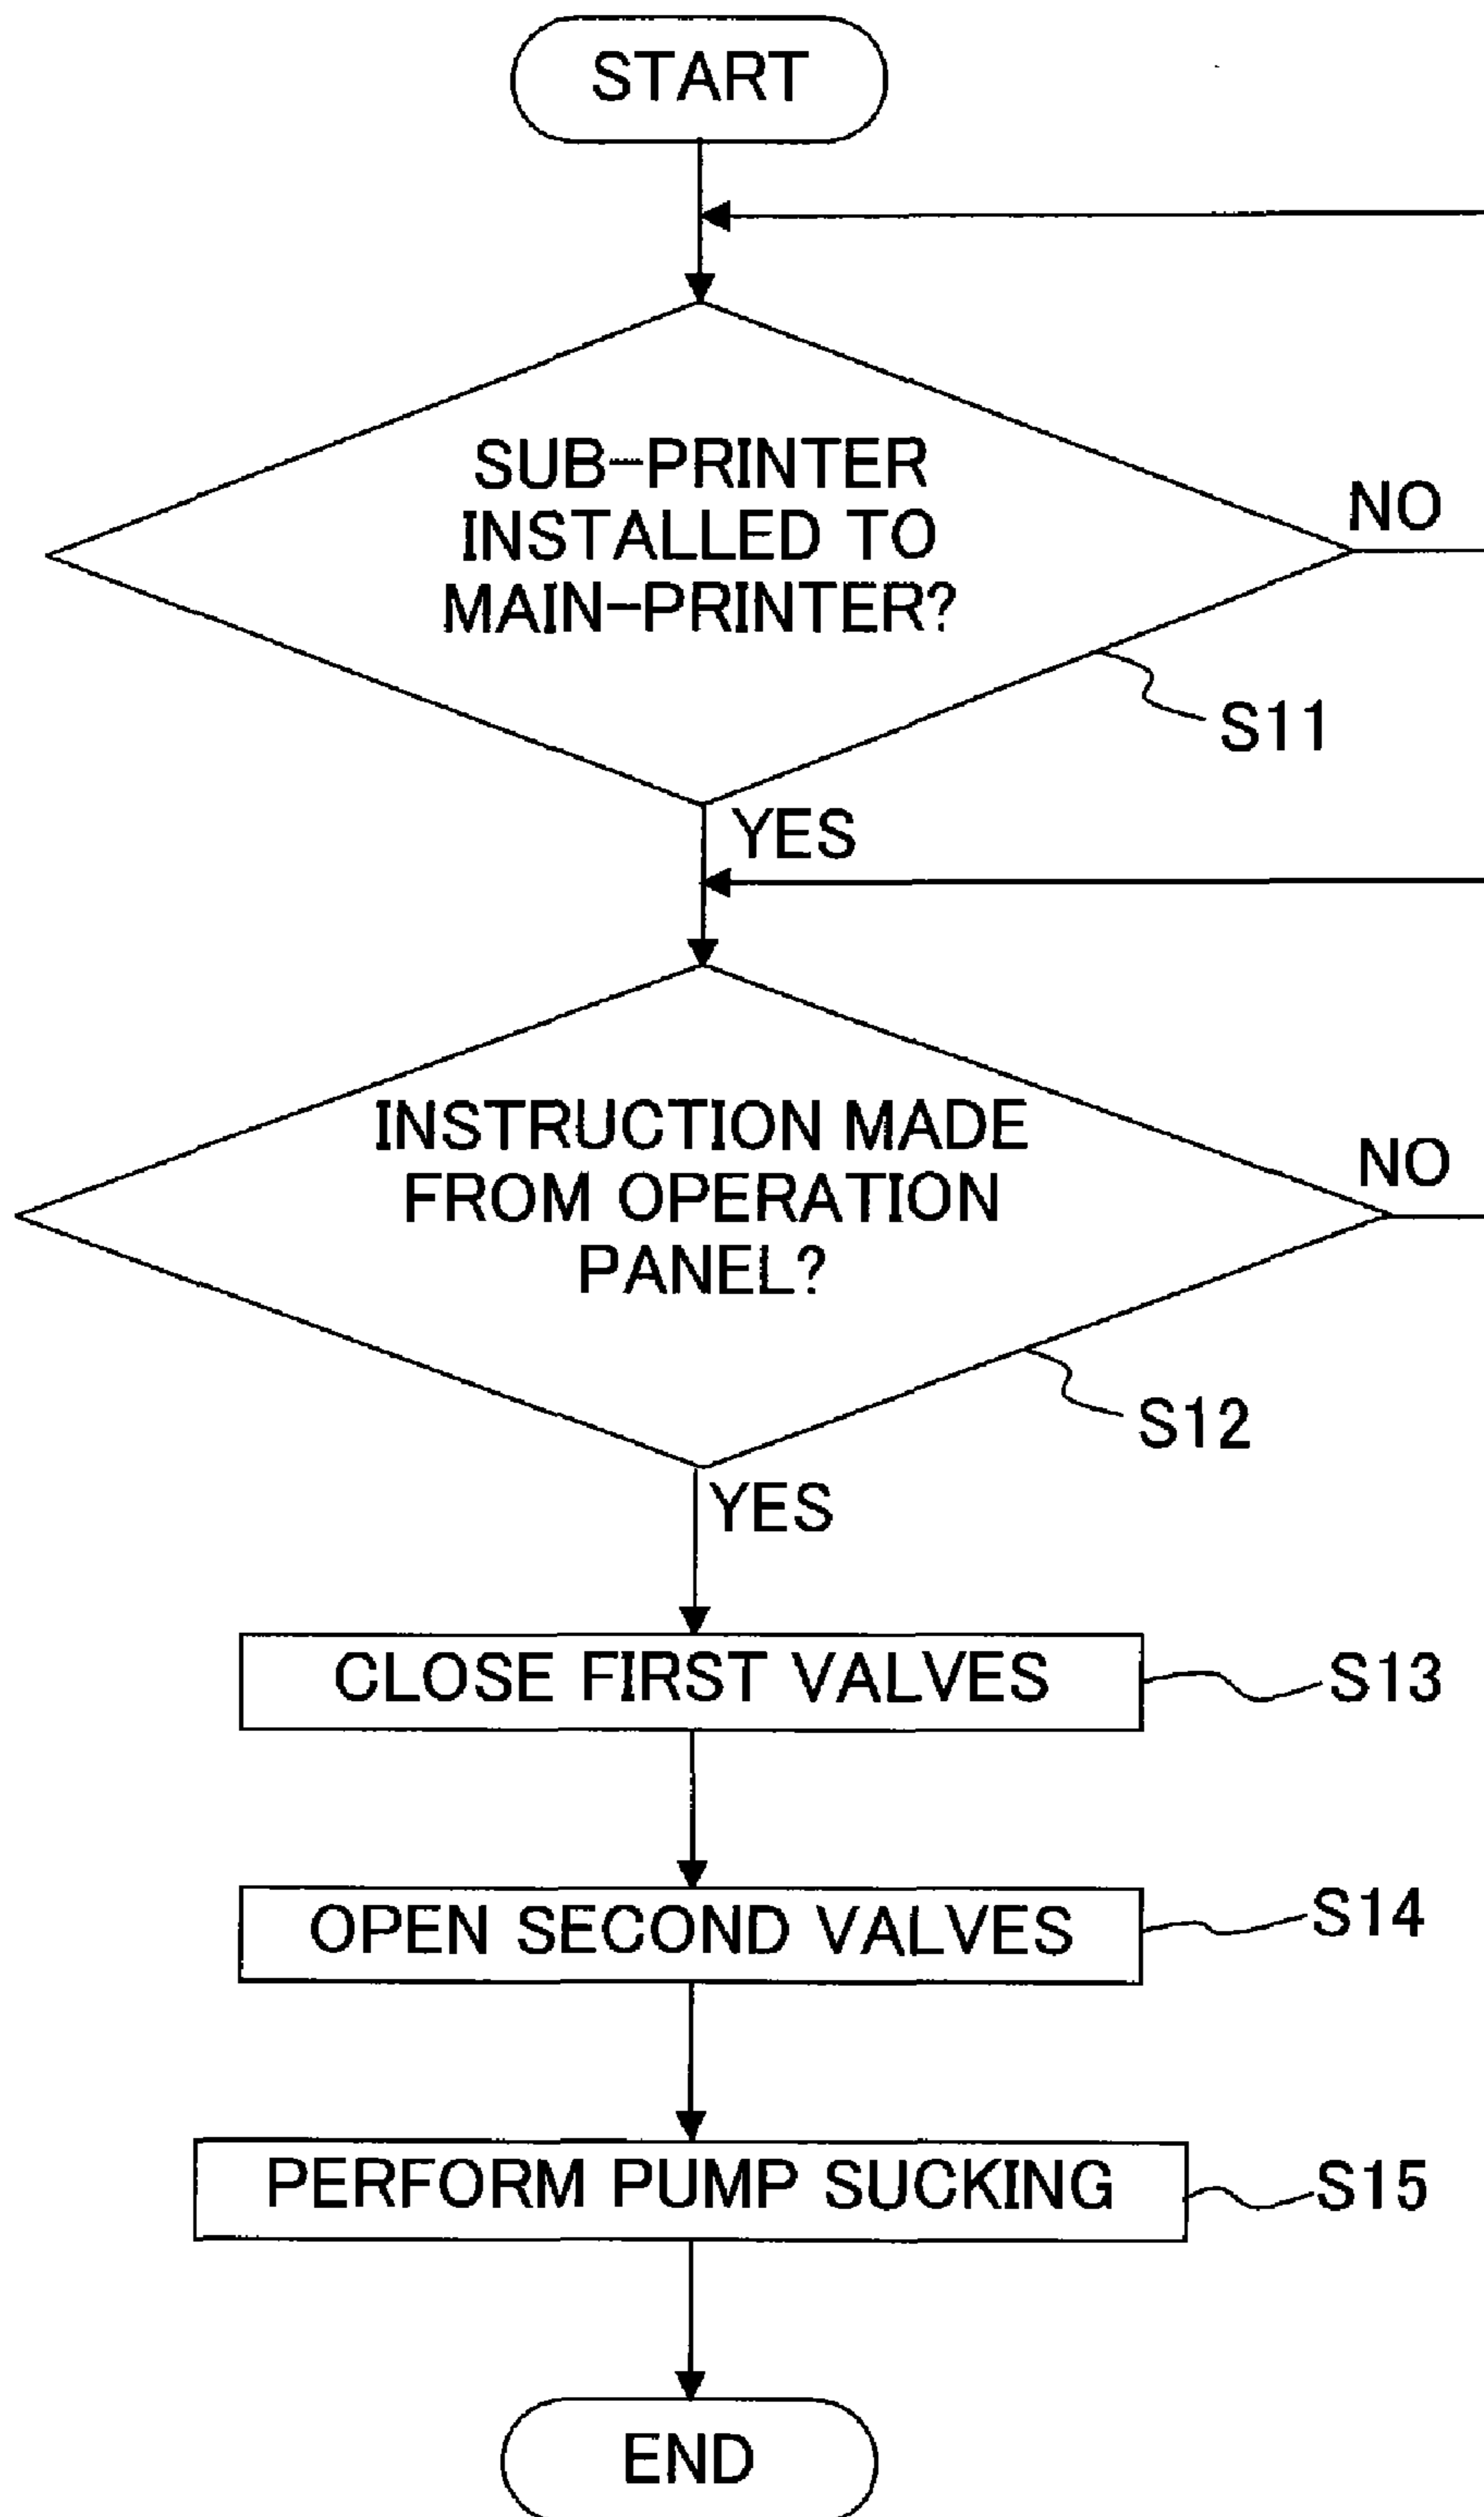 START
SUB-PRINTER
INSTALLED TO
MAIN-PRINTER?
NO
S11
YES
INSTRUCTION MADE
FROM OPERATION
PANEL?
NO
S12
YES
CLOSE FIRST VALVES
S13
OPEN SECOND VALVES
S14
PERFORM PUMP SUCKING
S15
END